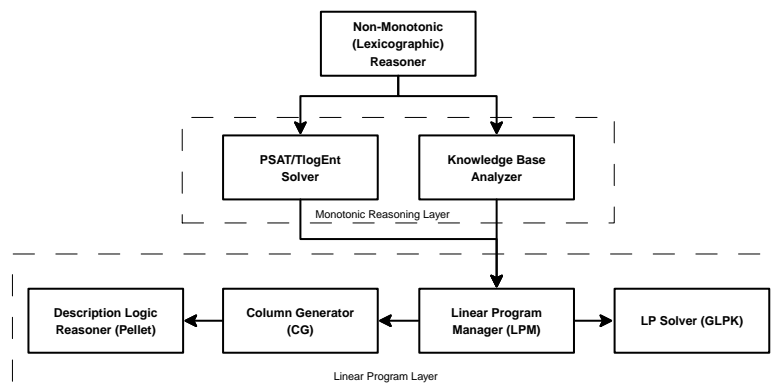 Non-Monotonic
(Lexicographic)
Reasoner
PSAT/TlogEnt
Solver
Knowledge Base
Analyzer
Monotonic Reasoning Layer
Description Logic
Reasoner (Pellet)
Column Generator
(CG)
Linear Program
Manager (LPM)
LP Solver (GLPK)
Linear Program Layer